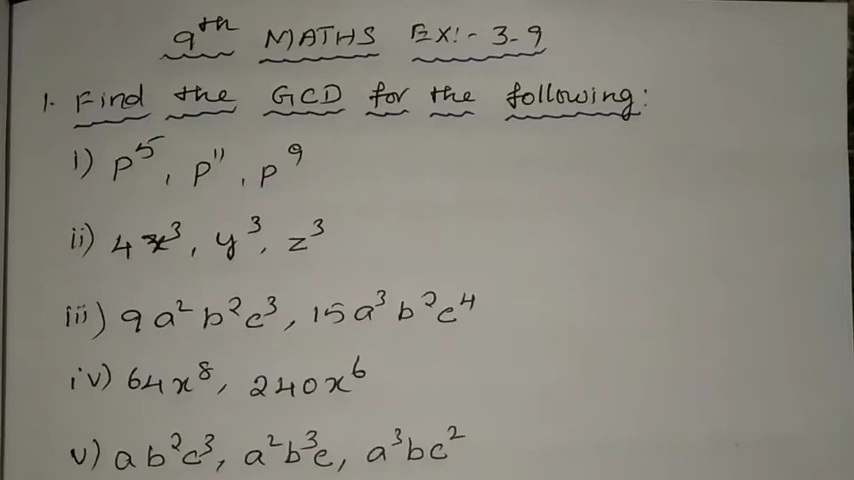 9th MATHS EX:- 3-9
1. Find the GCD for the following:
i) p⁵, p¹¹, p⁹
ii) 4x³, y³, z³
iii) 9a²b²c³, 15a³b²c⁴
iv) 64x⁸, 240x⁶
v) ab²c³, a²b³c, a³bc²